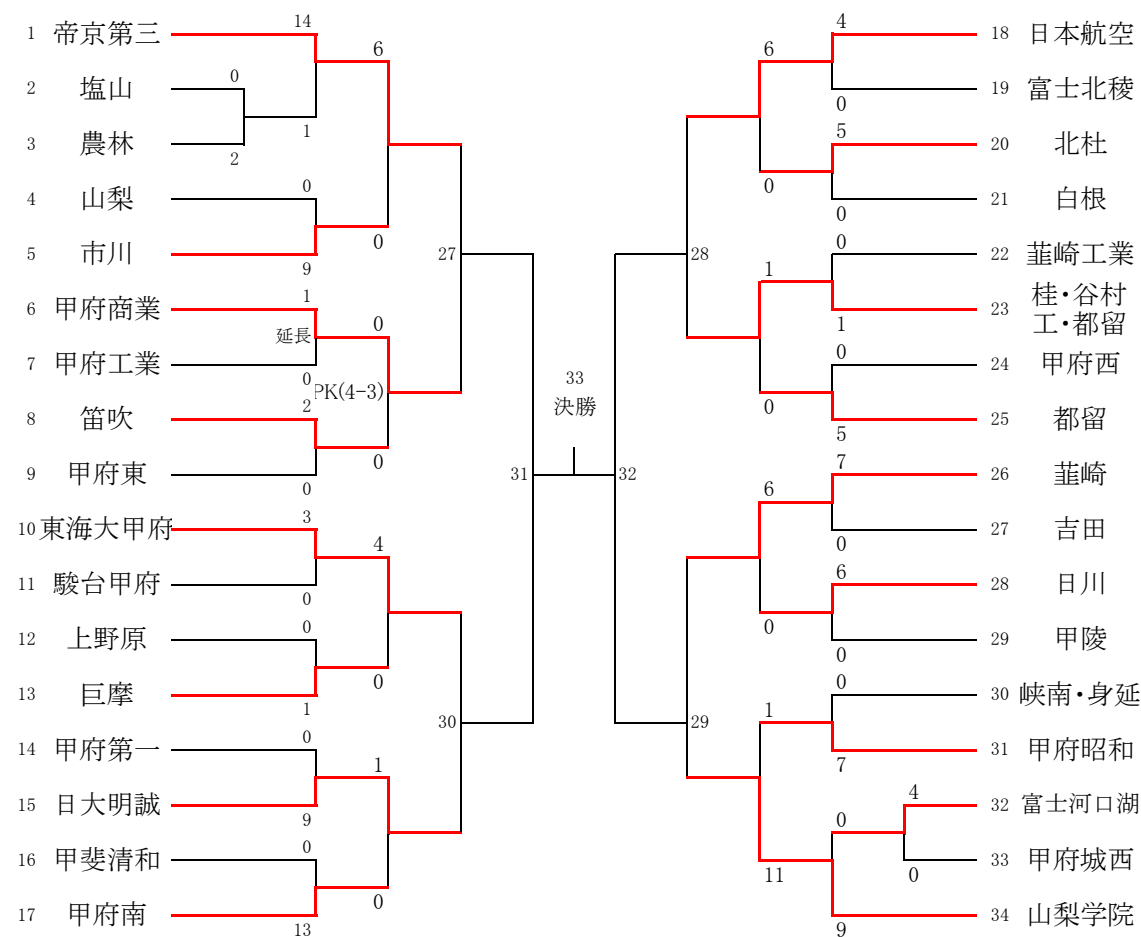 14
1 帝京第三
6
0
2 塩山
1
3 農林
2
0
4 山梨
0
27
5 市川
9
1
6 甲府商業
0
延長
7 甲府工業
0
PK(4-3)
2
8 笛吹
0
9 甲府東
0
31
3
10 東海大甲府
4
11 駿台甲府
0
0
12 上野原
0
13 巨摩
1
30
0
14 甲府第一
1
15 日大明誠
9
0
16 甲斐清和
0
17 甲府南
13
33
決勝
4
18 日本航空
6
19 富士北稜
0
5
20 北杜
0
21 白根
0
28
0
22 韮崎工業
1
23 桂・谷村
工・都留
1
0
24 甲府西
0
25 都留
5
32
7
26 韮崎
6
27 吉田
0
6
28 日川
0
29 甲陵
0
0
30 峡南・身延
1
29
31 甲府昭和
7
4
32 富士河口湖
0
33 甲府城西
0
11
34 山梨学院
9